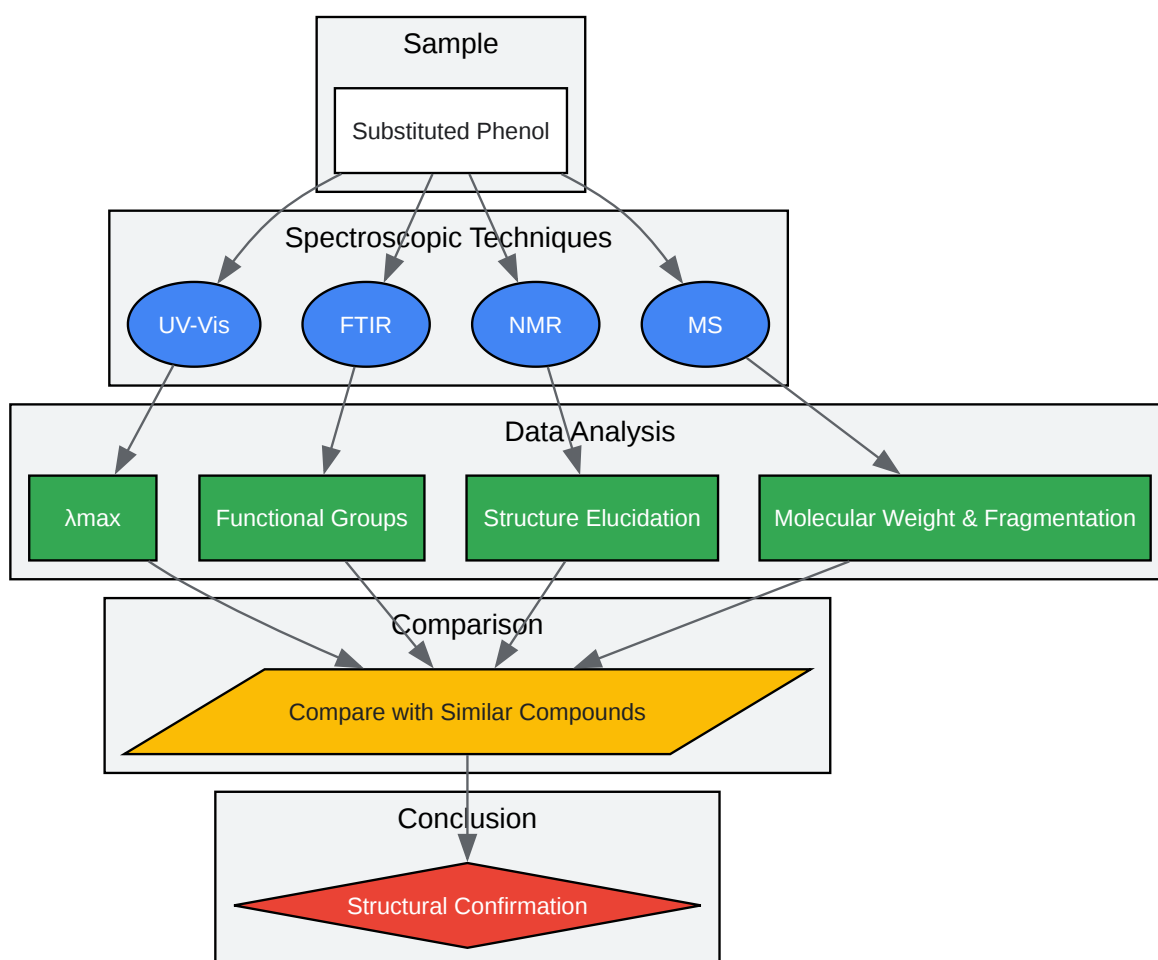 Sample
Substituted Phenol
Spectroscopic Techniques
UV-Vis
FTIR
NMR
MS
Data Analysis
λmax
Functional Groups
Structure Elucidation
Molecular Weight & Fragmentation
Comparison
Compare with Similar Compounds
Conclusion
Structural Confirmation